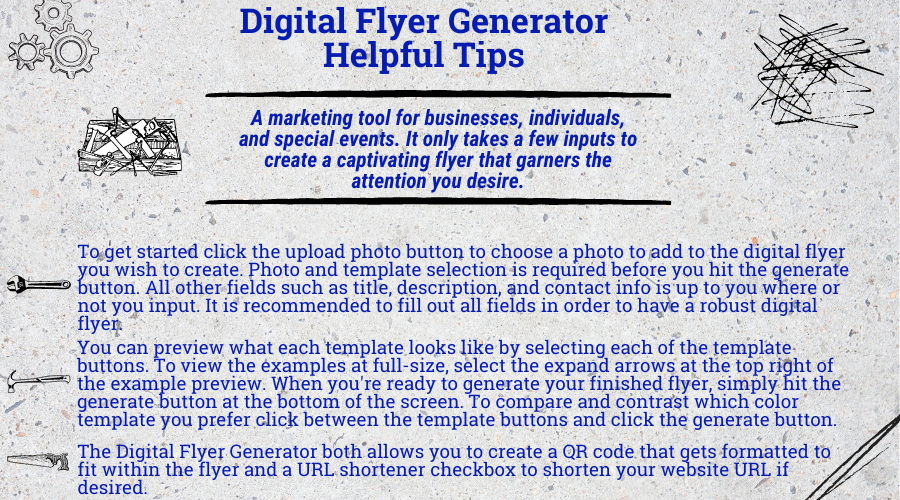 Digital Flyer Generator
Helpful Tips
A marketing tool for businesses, individuals,
and special events. It only takes a few inputs to
create a captivating flyer that garners the
attention you desire.
To get started click the upload photo button to choose a photo to add to the digital flyer
you wish to create. Photo and template selection is required before you hit the generate
button. All other fields such as title, description, and contact info is up to you where or
not you input. It is recommended to fill out all fields in order to have a robust digital
flyer.
You can preview what each template looks like by selecting each of the template
buttons. To view the examples at full-size, select the expand arrows at the top right of
the example preview. When you're ready to generate your finished flyer, simply hit the
generate button at the bottom of the screen. To compare and contrast which color
template you prefer click between the template buttons and click the generate button.
The Digital Flyer Generator both allows you to create a QR code that gets formatted to
fit within the flyer and a URL shortener checkbox to shorten your website URL if
desired.